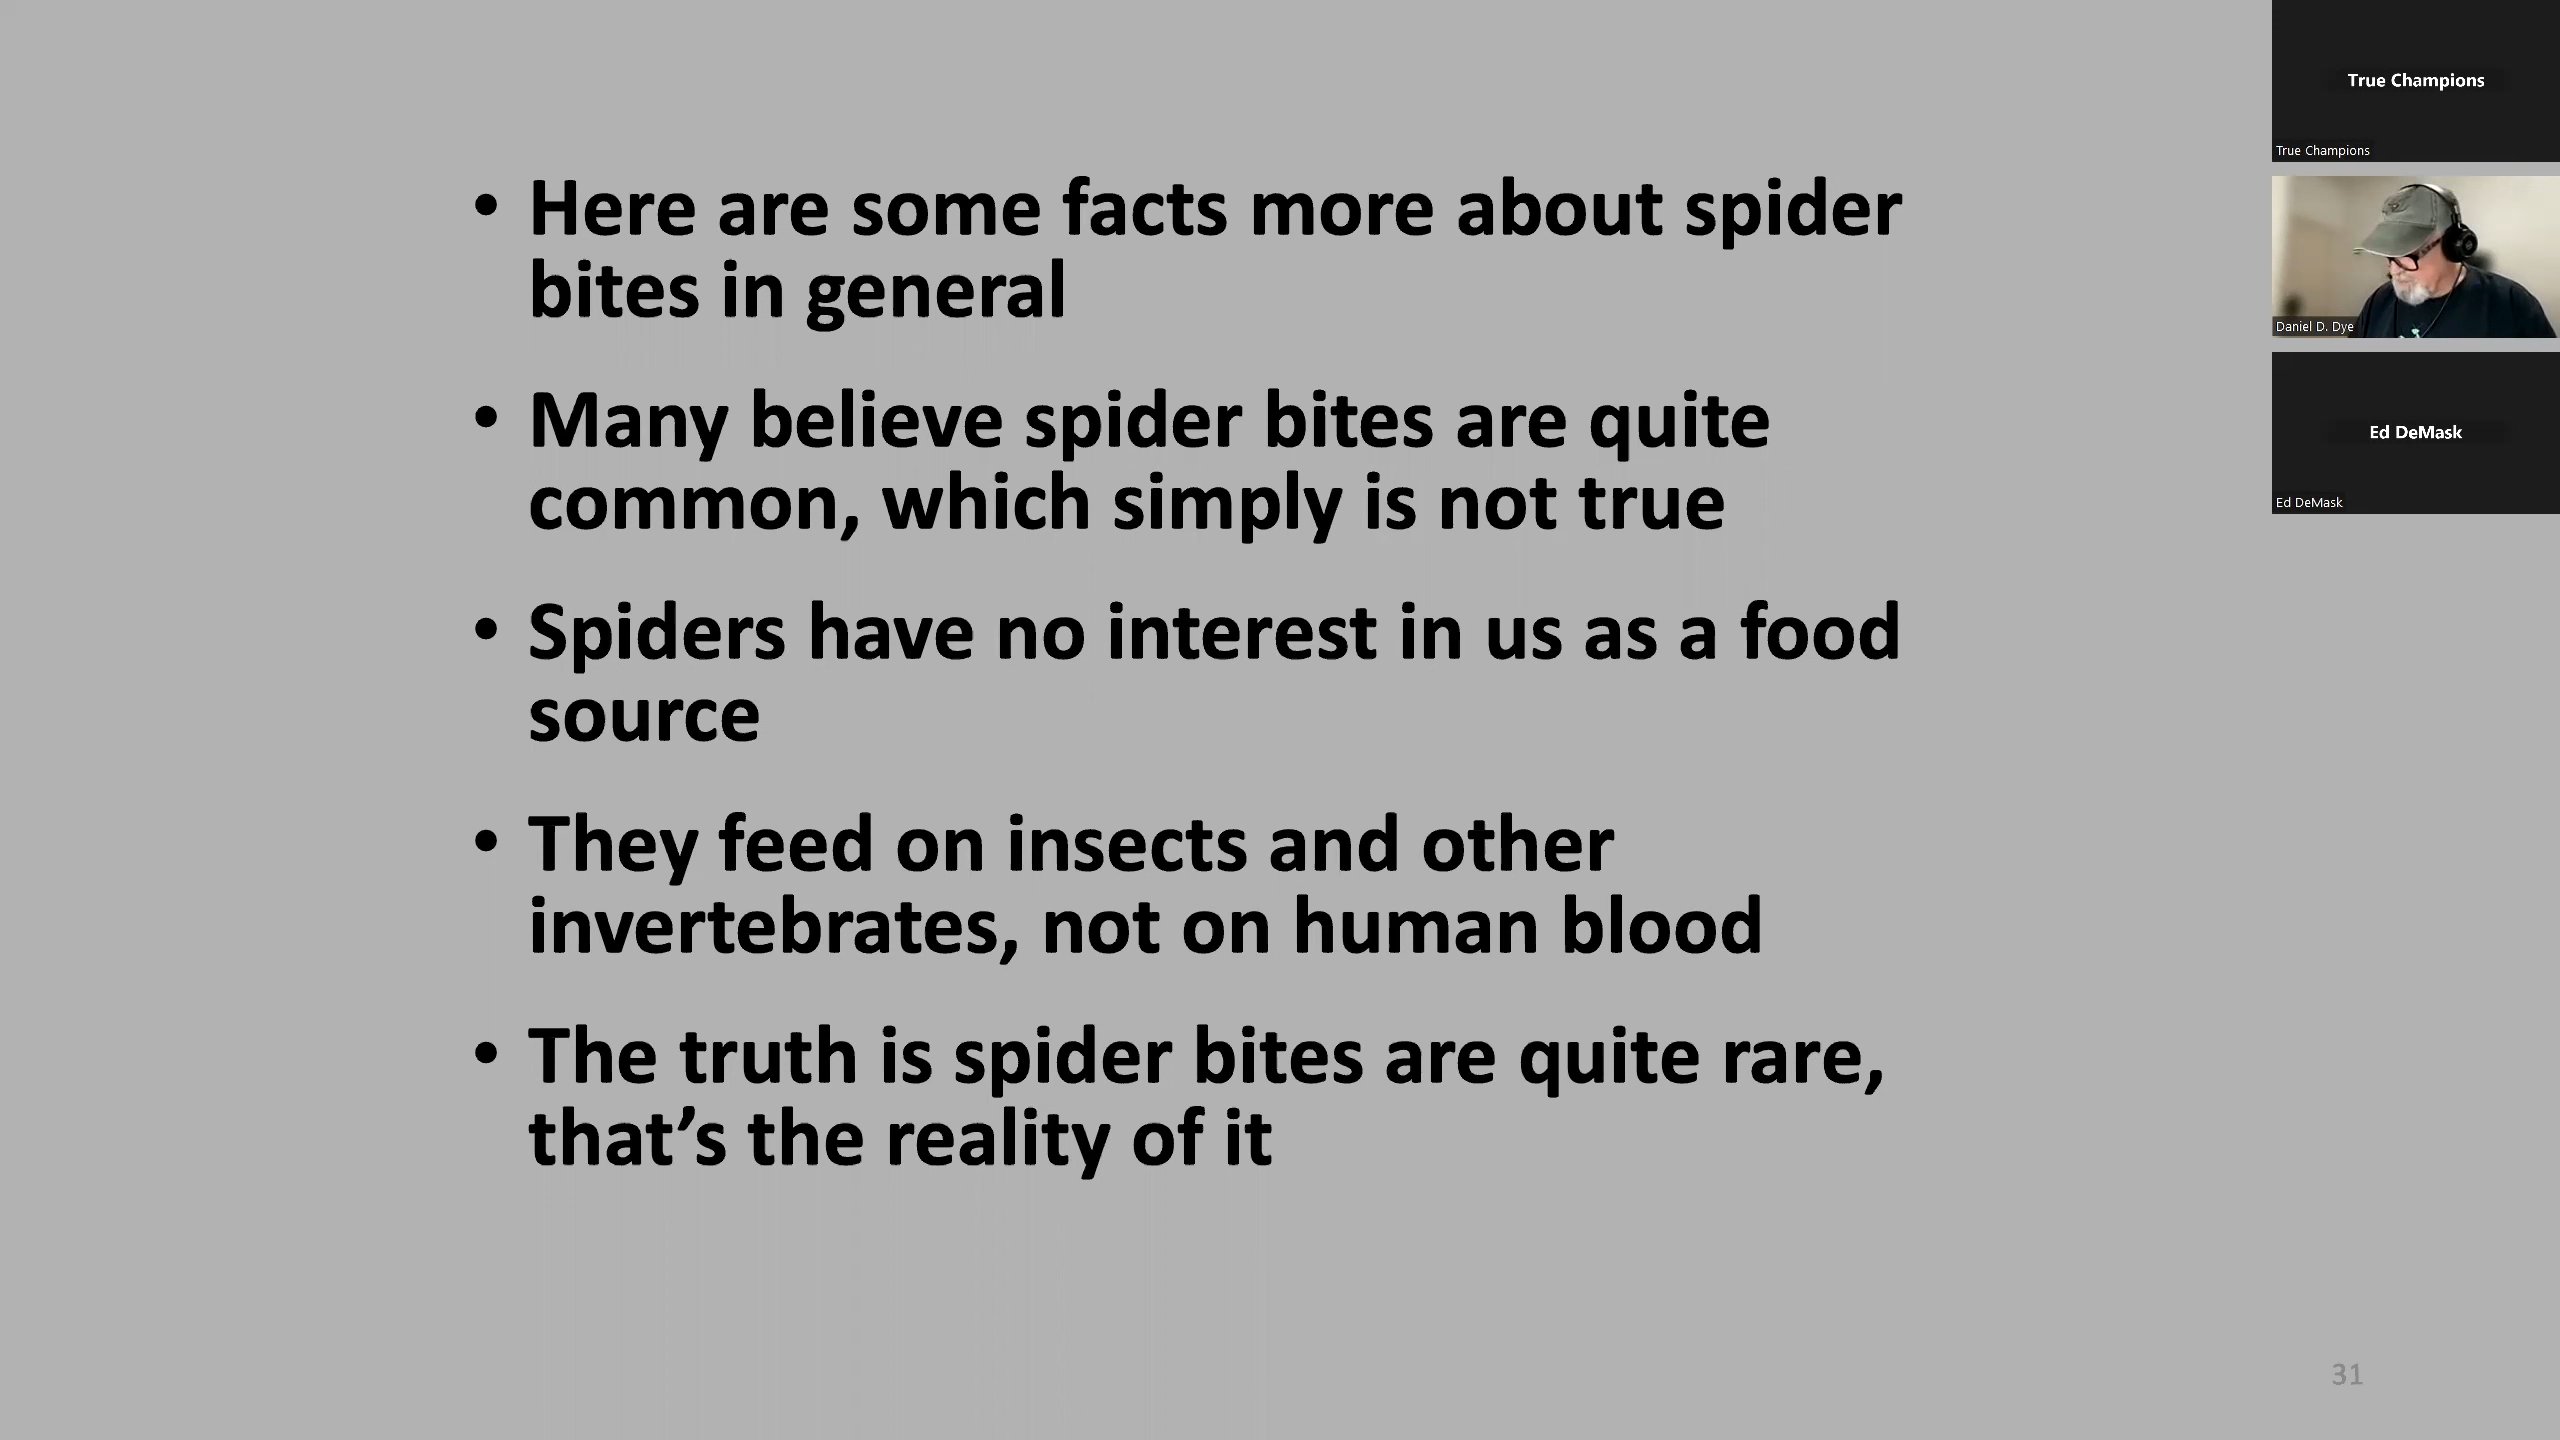 • Here are some facts more about spider
bites in general
• Many believe spider bites are quite
common, which simply is not true
• Spiders have no interest in us as a food
source
• They feed on insects and other
invertebrates, not on human blood
• The truth is spider bites are quite rare,
that’s the reality of it
31
True Champions
True Champions
Daniel D. Dye
Ed DeMask
Ed DeMask